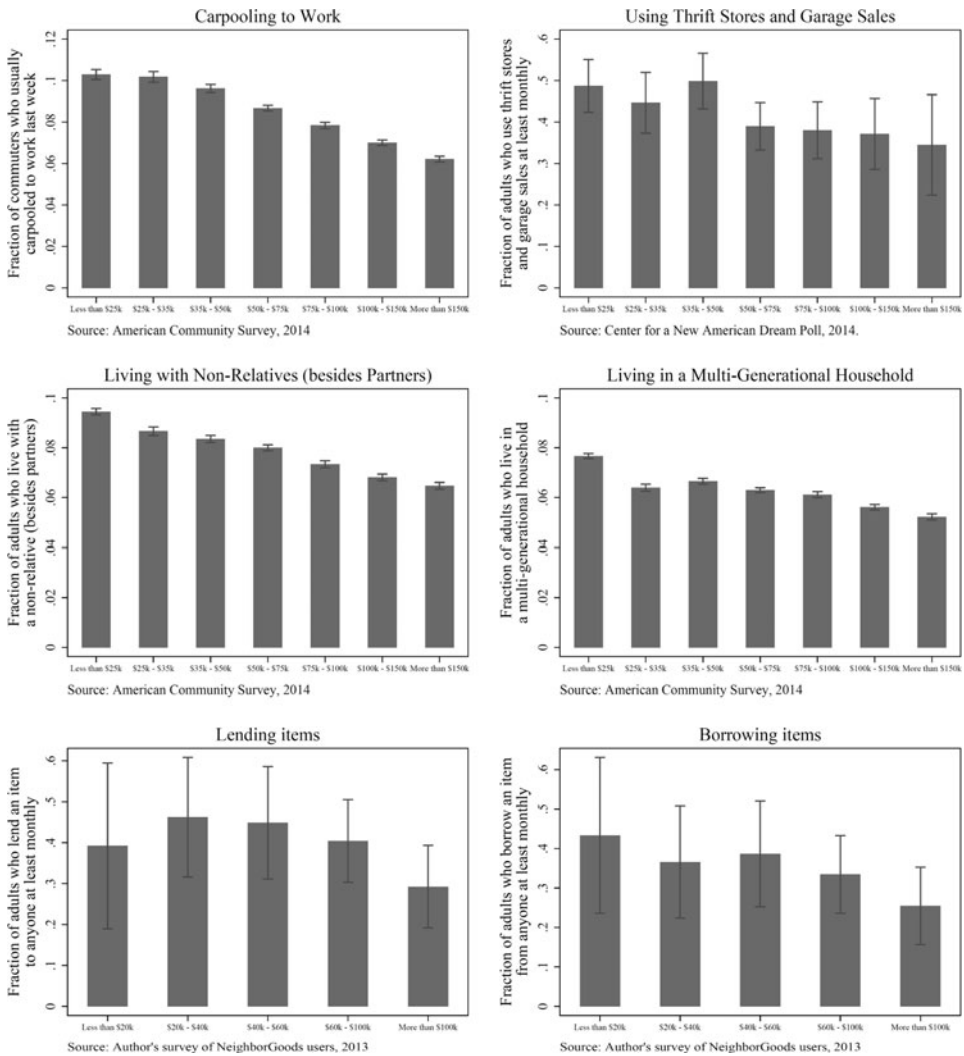 Carpooling to Work
Fraction of commuters who usually
carpooled to work last week
.12
.1
.08
.06
.04
.02
0
Less than $25k $25k - $35k $35k - $50k $50k - $75k $75k - $100k $100k - $150k More than $150k
Source: American Community Survey, 2014
Using Thrift Stores and Garage Sales
Fraction of adults who use thrift stores
and garage sales at least monthly
.6
.5
.4
.3
.2
.1
0
Less than $25k $25k - $35k $35k - $50k $50k - $75k $75k - $100k $100k - $150k More than $150k
Source: Center for a New American Dream Poll, 2014.
Living with Non-Relatives (besides Partners)
Fraction of adults who live with
a non-relative (besides partners)
.1
.08
.06
.04
.02
0
Less than $25k $25k - $35k $35k - $50k $50k - $75k $75k - $100k $100k - $150k More than $150k
Source: American Community Survey, 2014
Living in a Multi-Generational Household
Fraction of adults who live in
a multi-generational household
.1
.08
.06
.04
.02
0
Less than $25k $25k - $35k $35k - $50k $50k - $75k $75k - $100k $100k - $150k More than $150k
Source: American Community Survey, 2014
Lending items
Fraction of adults who lend an item
to anyone at least monthly
.6
.5
.4
.3
.2
.1
0
Less than $20k $20k - $40k $40k - $60k $60k - $100k More than $100k
Source: Author's survey of NeighborGoods users, 2013
Borrowing items
Fraction of adults who borrow an item
from anyone at least monthly
.6
.5
.4
.3
.2
.1
0
Less than $20k $20k - $40k $40k - $60k $60k - $100k More than $100k
Source: Author's survey of NeighborGoods users, 2013